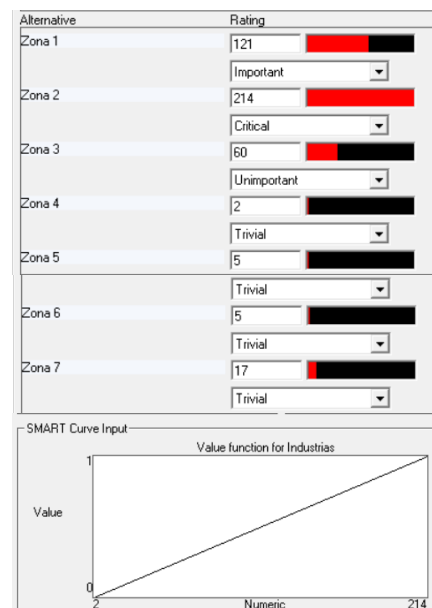 Alternative Rating
Zona 1 121
Important
Zona 2 214
Critical
Zona 3 60
Unimportant
Zona 4 2
Trivial
Zona 5 5
Trivial
Zona 6 5
Trivial
Zona 7 17
Trivial
SMART Curve Input
Value function for Industrias
1
Value
0
2 Numeric 214